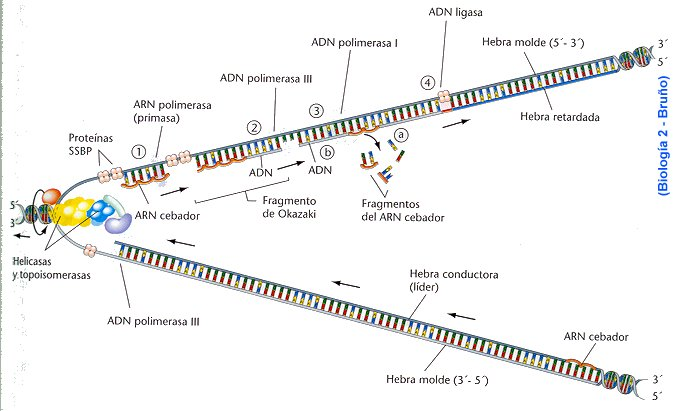 ADN ligasa
ADN polimerasa I
Hebra molde (5´- 3´)
3´
5´
ADN polimerasa III
4
ARN polimerasa
(primasa)
3
Hebra retardada
Proteínas
SSBP
2
1
a
b
ADN
ADN
ARN cebador
Fragmento
de Okazaki
Fragmentos
del ARN cebador
5´
3´
Helicasas
y topoisomerasas
Hebra conductora
(líder)
ADN polimerasa III
ARN cebador
Hebra molde (3´- 5´)
3´
5´
(Biología 2 - Bruño)